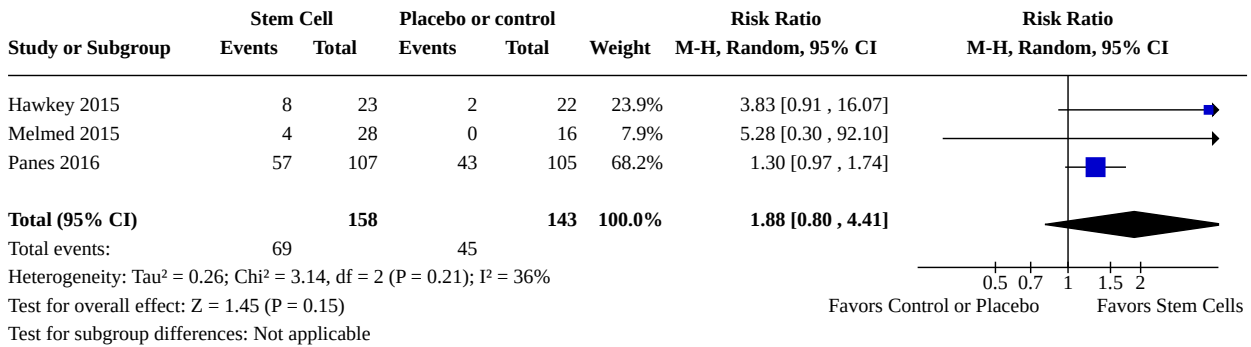 Stem Cell Placebo or control Risk Ratio Risk Ratio
Study or Subgroup Events Total Events Total Weight M-H, Random, 95% CI M-H, Random, 95% CI
Hawkey 2015 8 23 2 22 23.9% 3.83 [0.91 , 16.07]
Melmed 2015 4 28 0 16 7.9% 5.28 [0.30 , 92.10]
Panes 2016 57 107 43 105 68.2% 1.30 [0.97 , 1.74]
Total (95% CI) 158 143 100.0% 1.88 [0.80 , 4.41]
Total events: 69 45
Heterogeneity: Tau² = 0.26; Chi² = 3.14, df = 2 (P = 0.21); I² = 36%
0.5 0.7 1 1.5 2
Test for overall effect: Z = 1.45 (P = 0.15)
Favors Control or Placebo Favors Stem Cells
Test for subgroup differences: Not applicable